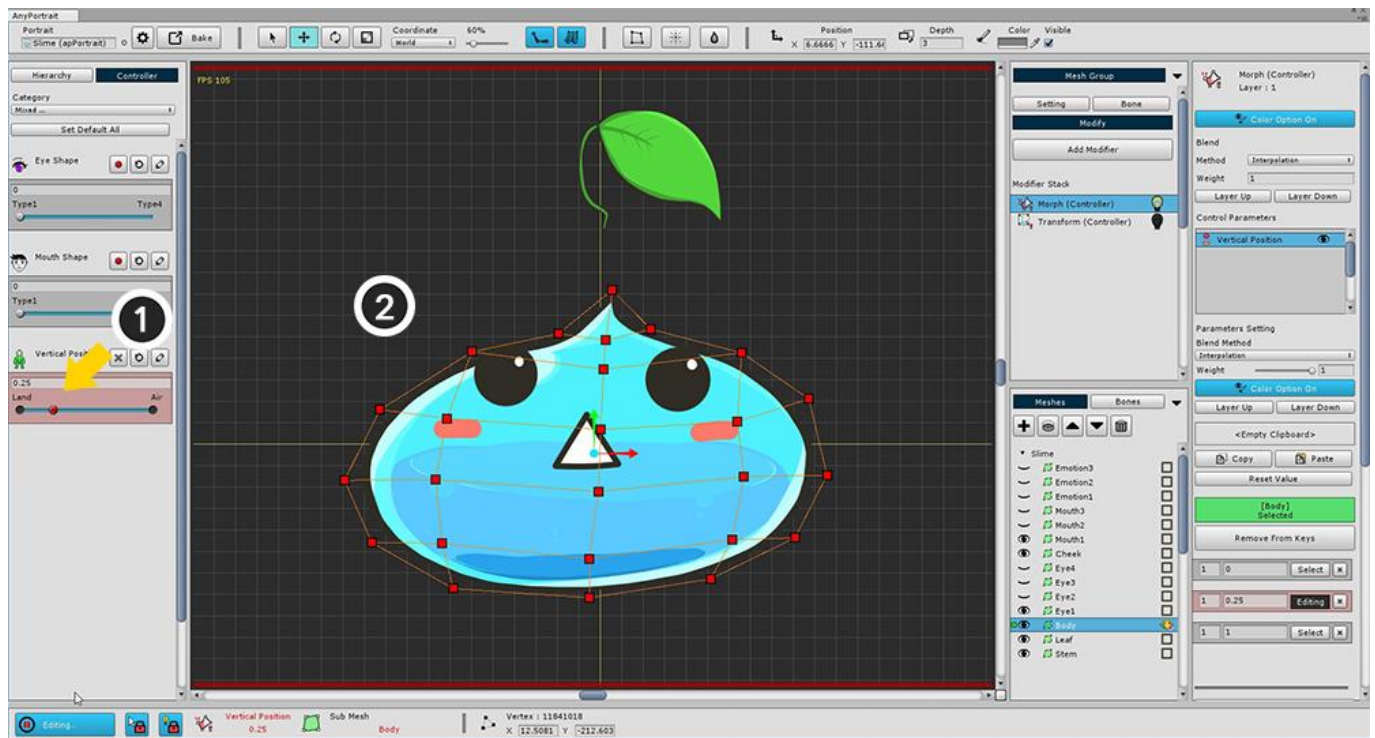 AnyPortrait
Portrait
Slime (apPortrait)
Bake
Coordinate
World
60%
Position
X 6.6666 Y -111.6
Depth
3
Color
Visible
Hierarchy
Controller
Category
Mixed ...
Set Default All
Eye Shape
0
Type1
Type4
Mouth Shape
0
Type1
1
Vertical Posit
0.25
Land
Air
FPS 105
2
Mesh Group
Setting
Bone
Modify
Add Modifier
Modifier Stack
Morph (Controller)
Transform (Controller)
Meshes
Bones
Slime
Emotion3
Emotion2
Emotion1
Mouth3
Mouth2
Mouth1
Cheek
Eye4
Eye3
Eye2
Eye1
Body
Leaf
Stem
Morph (Controller)
Layer : 1
Color Option On
Blend
Method
Interpolation
Weight
1
Layer Up
Layer Down
Control Parameters
Vertical Position
Parameters Setting
Blend Method
Interpolation
Weight
1
Color Option On
Layer Up
Layer Down
<Empty Clipboard>
Copy
Paste
Reset Value
[Body]
Selected
Remove From Keys
1 0 Select
1 0.25 Editing
1 1 Select
Editing...
Vertical Position
0.25
Sub Mesh
Body
Vertex : 11841018
X 12.5081 Y -212.603